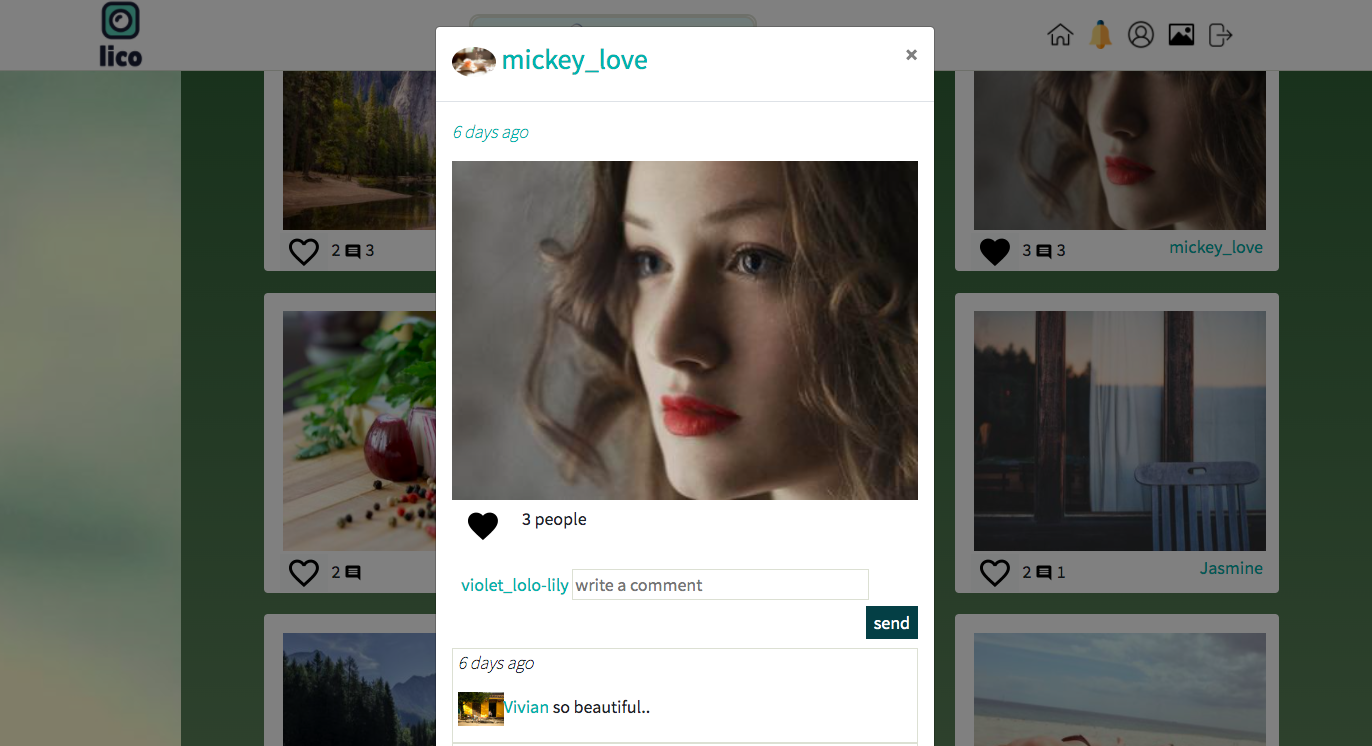 lico
mickey_love
×
6 days ago
3 people
violet_lolo-lily write a comment
send
6 days ago
Vivian so beautiful..
2 3
2
3 3 mickey_love
2 1 Jasmine